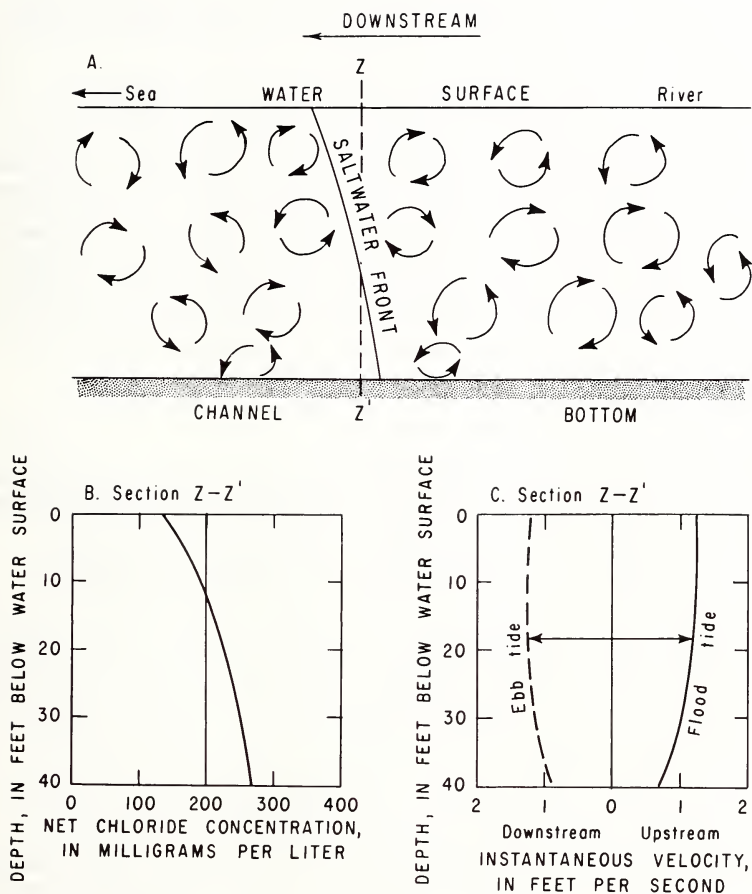 DOWNSTREAM
A.
Z
Sea WATER SURFACE River
SALTWATER FRONT
CHANNEL Z' BOTTOM
B. Section Z-Z'
DEPTH, IN FEET BELOW WATER SURFACE
0
10
20
30
40
0 100 200 300 400
NET CHLORIDE CONCENTRATION,
IN MILLIGRAMS PER LITER
C. Section Z-Z'
DEPTH, IN FEET BELOW WATER SURFACE
0
10
20
30
40
Ebb tide
Flood tide
2 1 0 1 2
Downstream Upstream
INSTANTANEOUS VELOCITY,
IN FEET PER SECOND